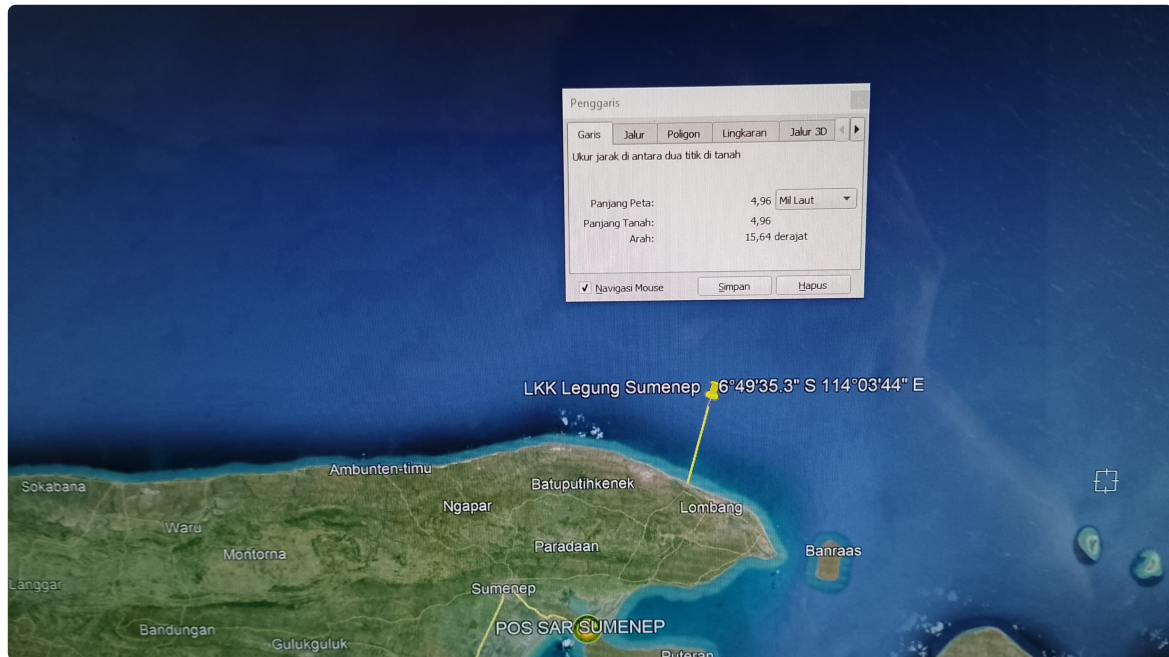 Penggaris
Garis Jalur Poligon Lingkaran Jalur 3D
Ukur jarak di antara dua titik di tanah
Panjang Peta: 4,96 Mil Laut
Panjang Tanah: 4,96
Arah: 15,64 derajat
Navigasi Mouse Simpan Hapus
LKK Legung Sumenep 6°49'35.3" S 114°03'44" E
Ambunten-timu
Sokabana
Batuputihkenek
Ngapar
Lombang
Waru
Paradaan
Banraas
Montorna
Langgar
Sumenep
POS SAR SUMENEP
Bandungan
Gulukguluk
Puteran